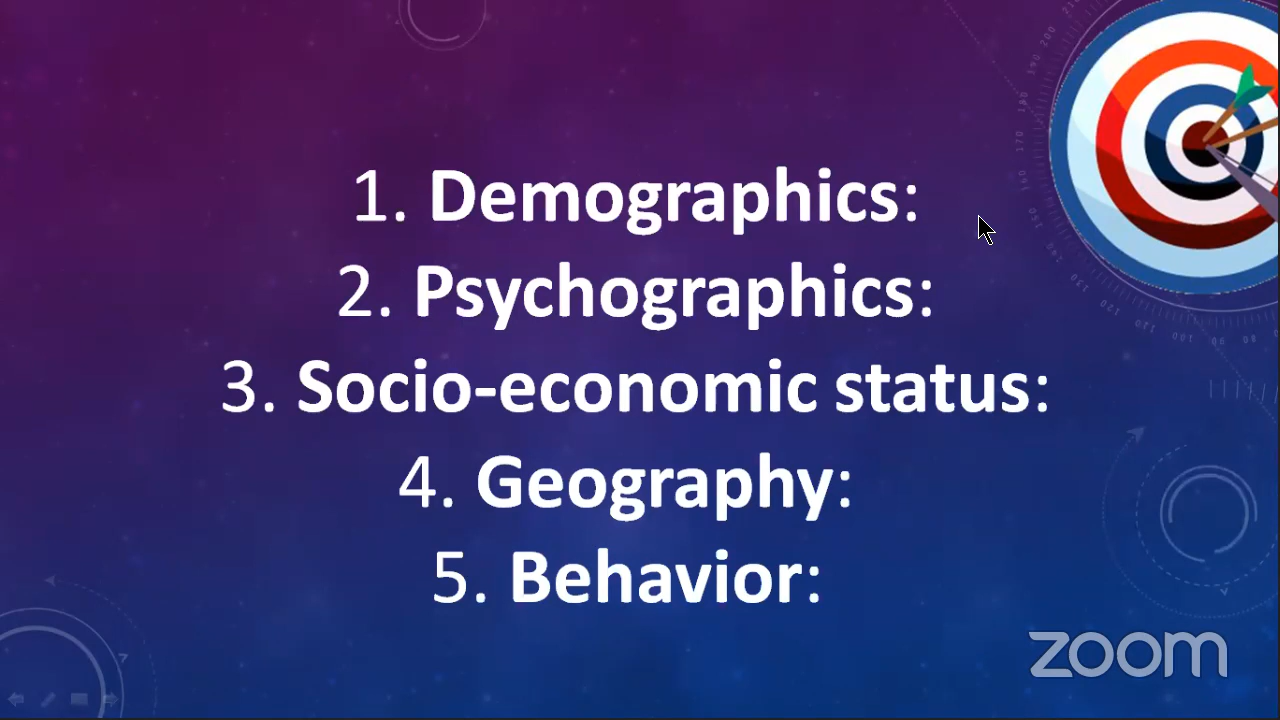 1. Demographics:
2. Psychographics:
3. Socio-economic status:
4. Geography:
5. Behavior:
zoom